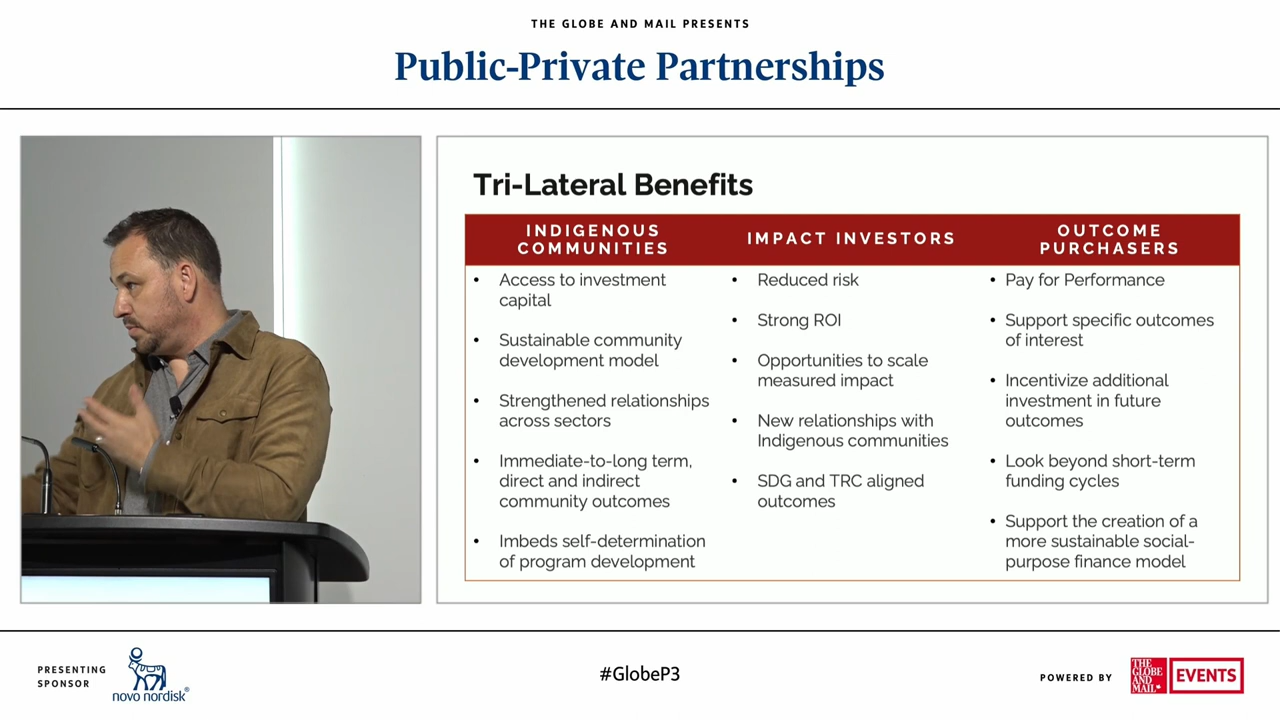 THE GLOBE AND MAIL PRESENTS
Public-Private Partnerships
Tri-Lateral Benefits
INDIGENOUS
COMMUNITIES
• Access to investment
capital
• Sustainable community
development model
• Strengthened relationships
across sectors
• Immediate-to-long term,
direct and indirect
community outcomes
• Imbeds self-determination
of program development
IMPACT INVESTORS
• Reduced risk
• Strong ROI
• Opportunities to scale
measured impact
• New relationships with
Indigenous communities
• SDG and TRC aligned
outcomes
OUTCOME
PURCHASERS
• Pay for Performance
• Support specific outcomes
of interest
• Incentivize additional
investment in future
outcomes
• Look beyond short-term
funding cycles
• Support the creation of a
more sustainable social-
purpose finance model
PRESENTING
SPONSOR
novo nordisk®
#GlobeP3
POWERED BY
THE
GLOBE
AND
MAIL
EVENTS